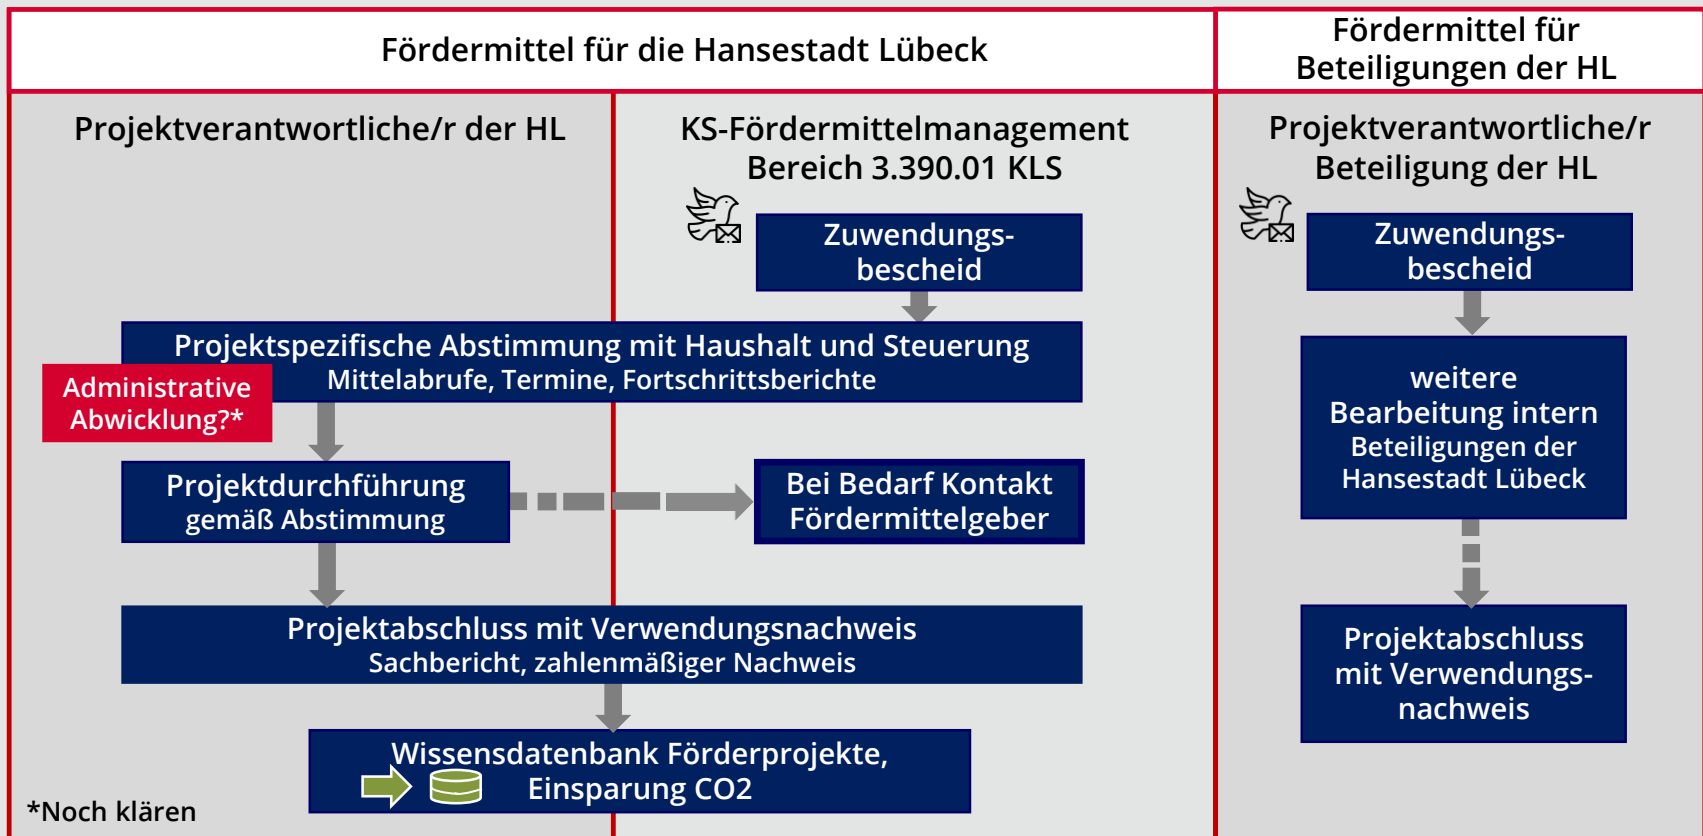 Fördermittel für die Hansestadt Lübeck
Fördermittel für
Beteiligungen der HL
Projektverantwortliche/r der HL
KS-Fördermittelmanagement
Bereich 3.390.01 KLS
Projektverantwortliche/r
Beteiligung der HL
Zuwendungs-
bescheid
Zuwendungs-
bescheid
Projektspezifische Abstimmung mit Haushalt und Steuerung
Mittelabrufe, Termine, Fortschrittsberichte
Administrative
Abwicklung?*
weitere
Bearbeitung intern
Beteiligungen der
Hansestadt Lübeck
Projektdurchführung
gemäß Abstimmung
Bei Bedarf Kontakt
Fördermittelgeber
Projektabschluss mit Verwendungsnachweis
Sachbericht, zahlenmäßiger Nachweis
Projektabschluss
mit Verwendungs-
nachweis
Wissensdatenbank Förderprojekte,
Einsparung CO2
*Noch klären